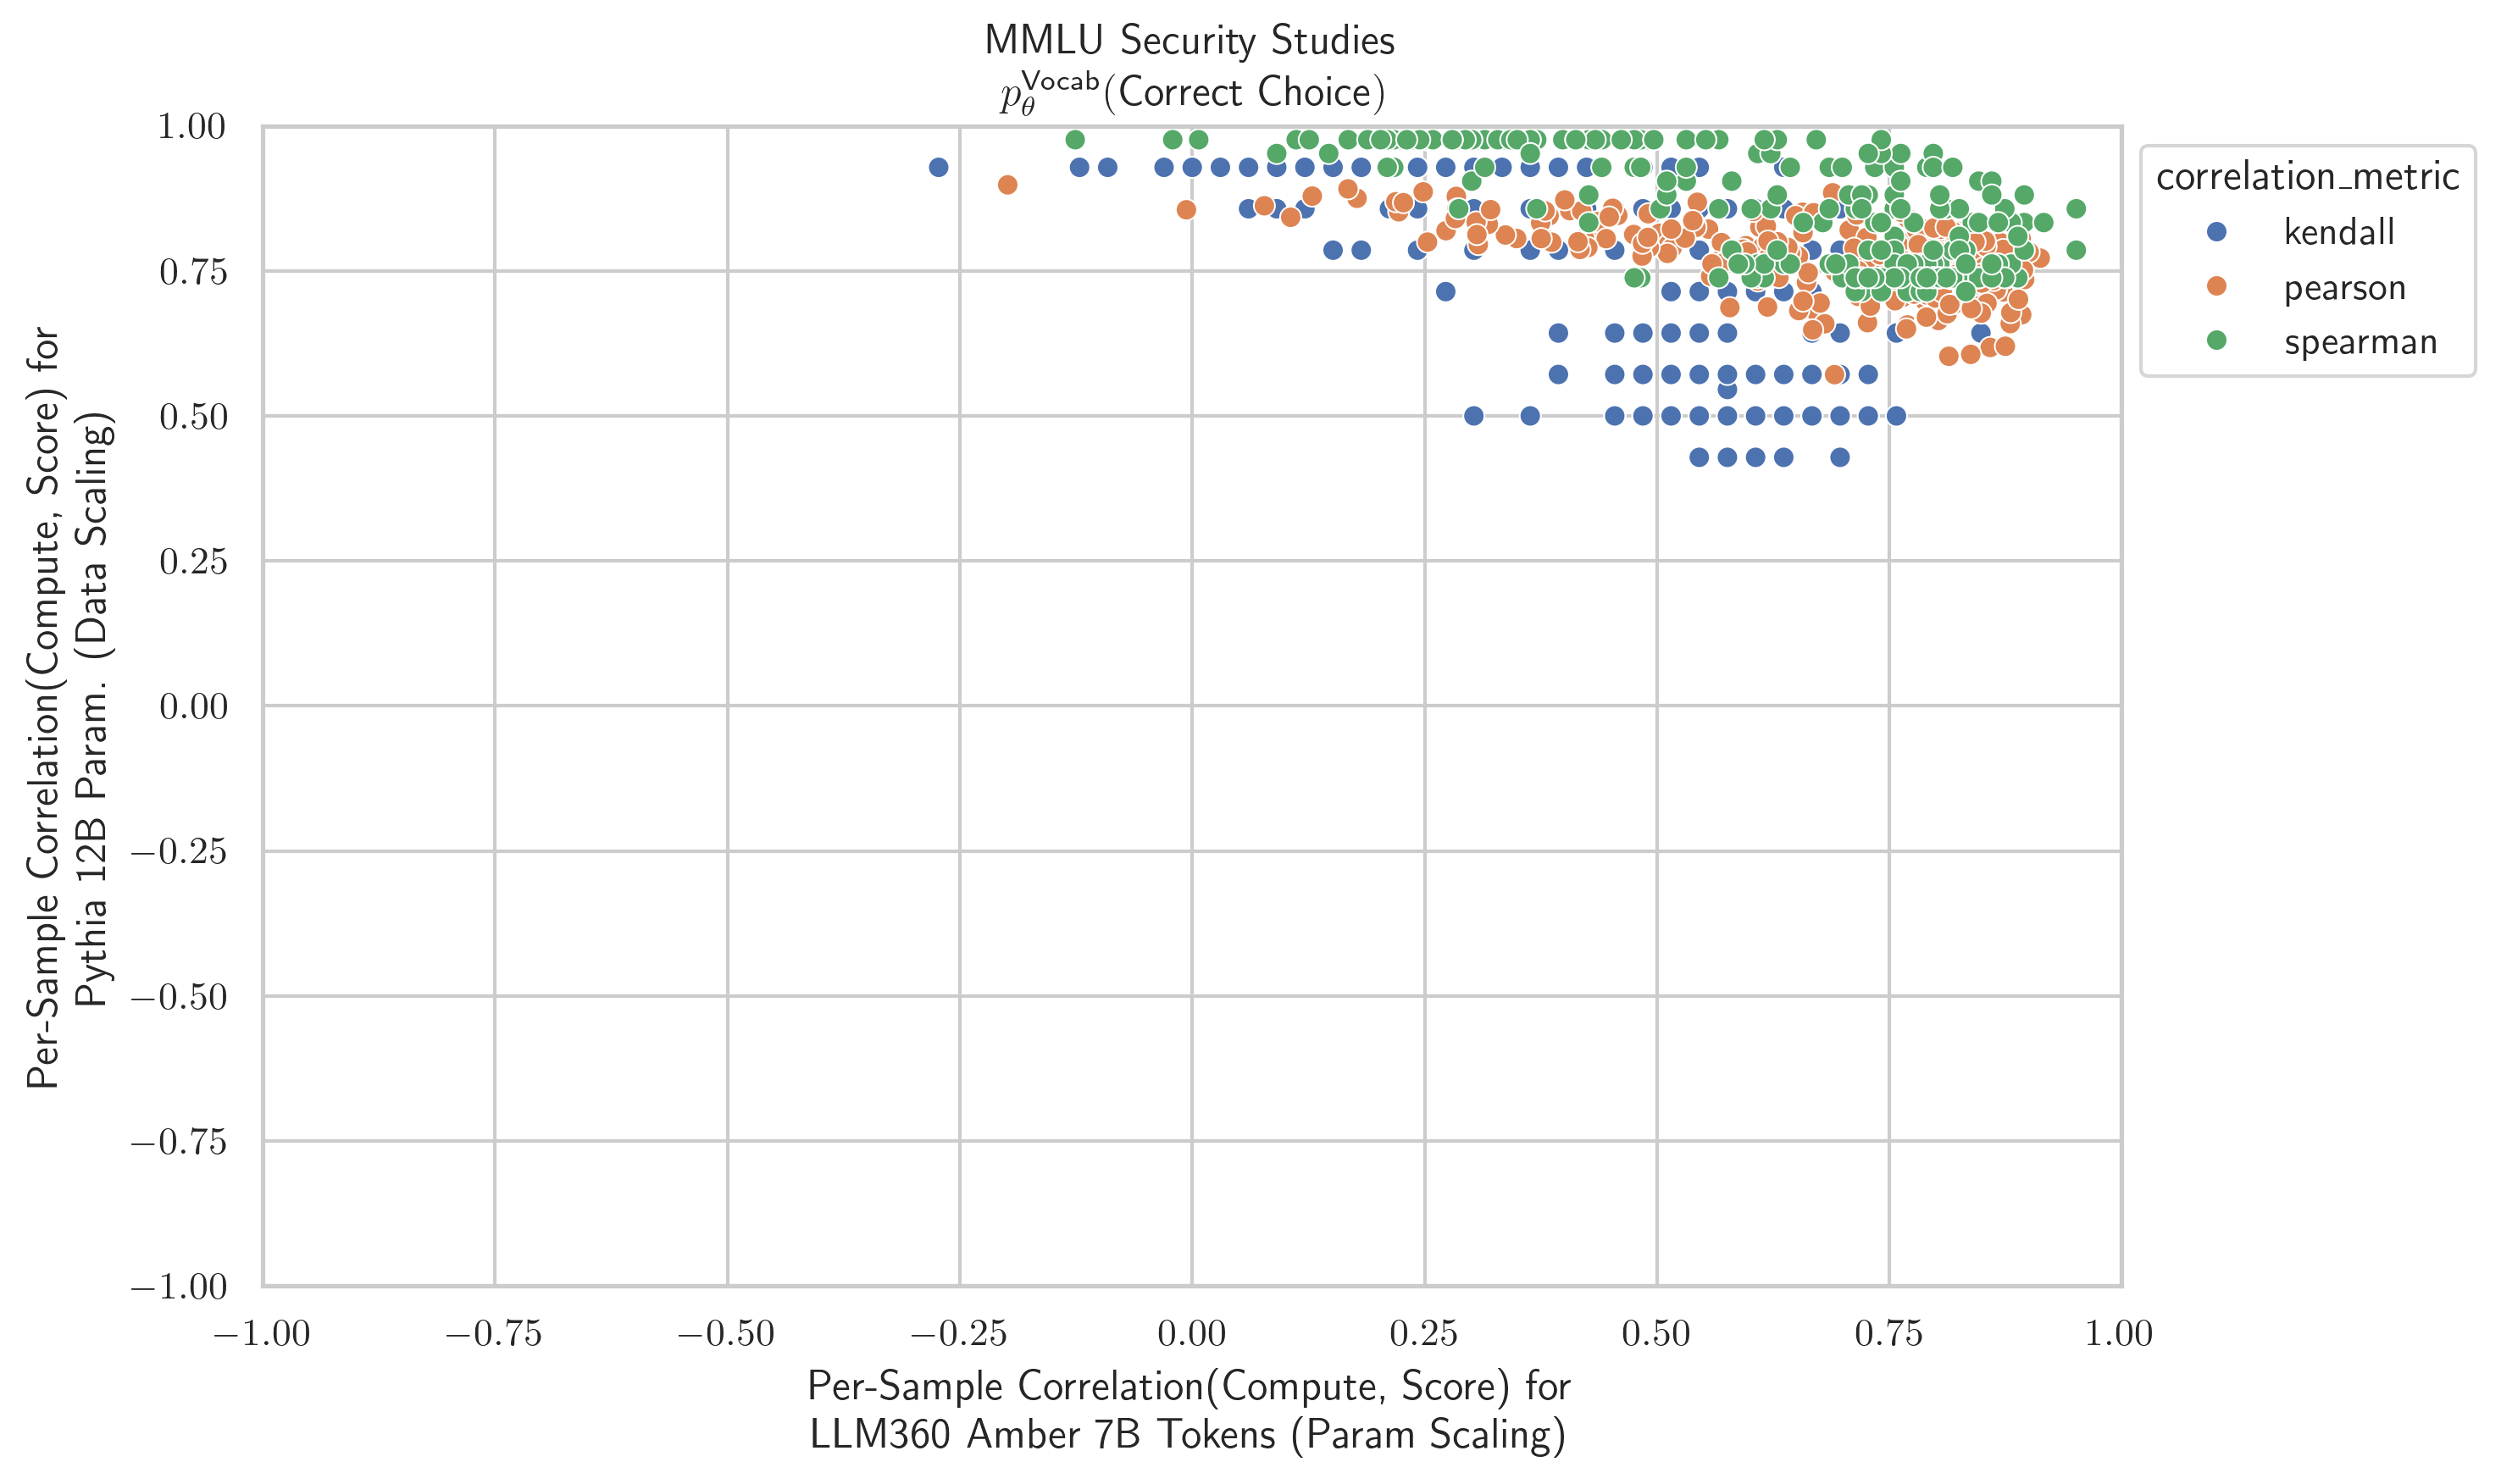 MMLU Security Studies
p_θ^Vocab(Correct Choice)
Per-Sample Correlation(Compute, Score) for
Pythia 12B Param. (Data Scaling)
1.00
0.75
0.50
0.25
0.00
−0.25
−0.50
−0.75
−1.00
−1.00
−0.75
−0.50
−0.25
0.00
0.25
0.50
0.75
1.00
Per-Sample Correlation(Compute, Score) for
LLM360 Amber 7B Tokens (Param Scaling)
correlation_metric
kendall
pearson
spearman